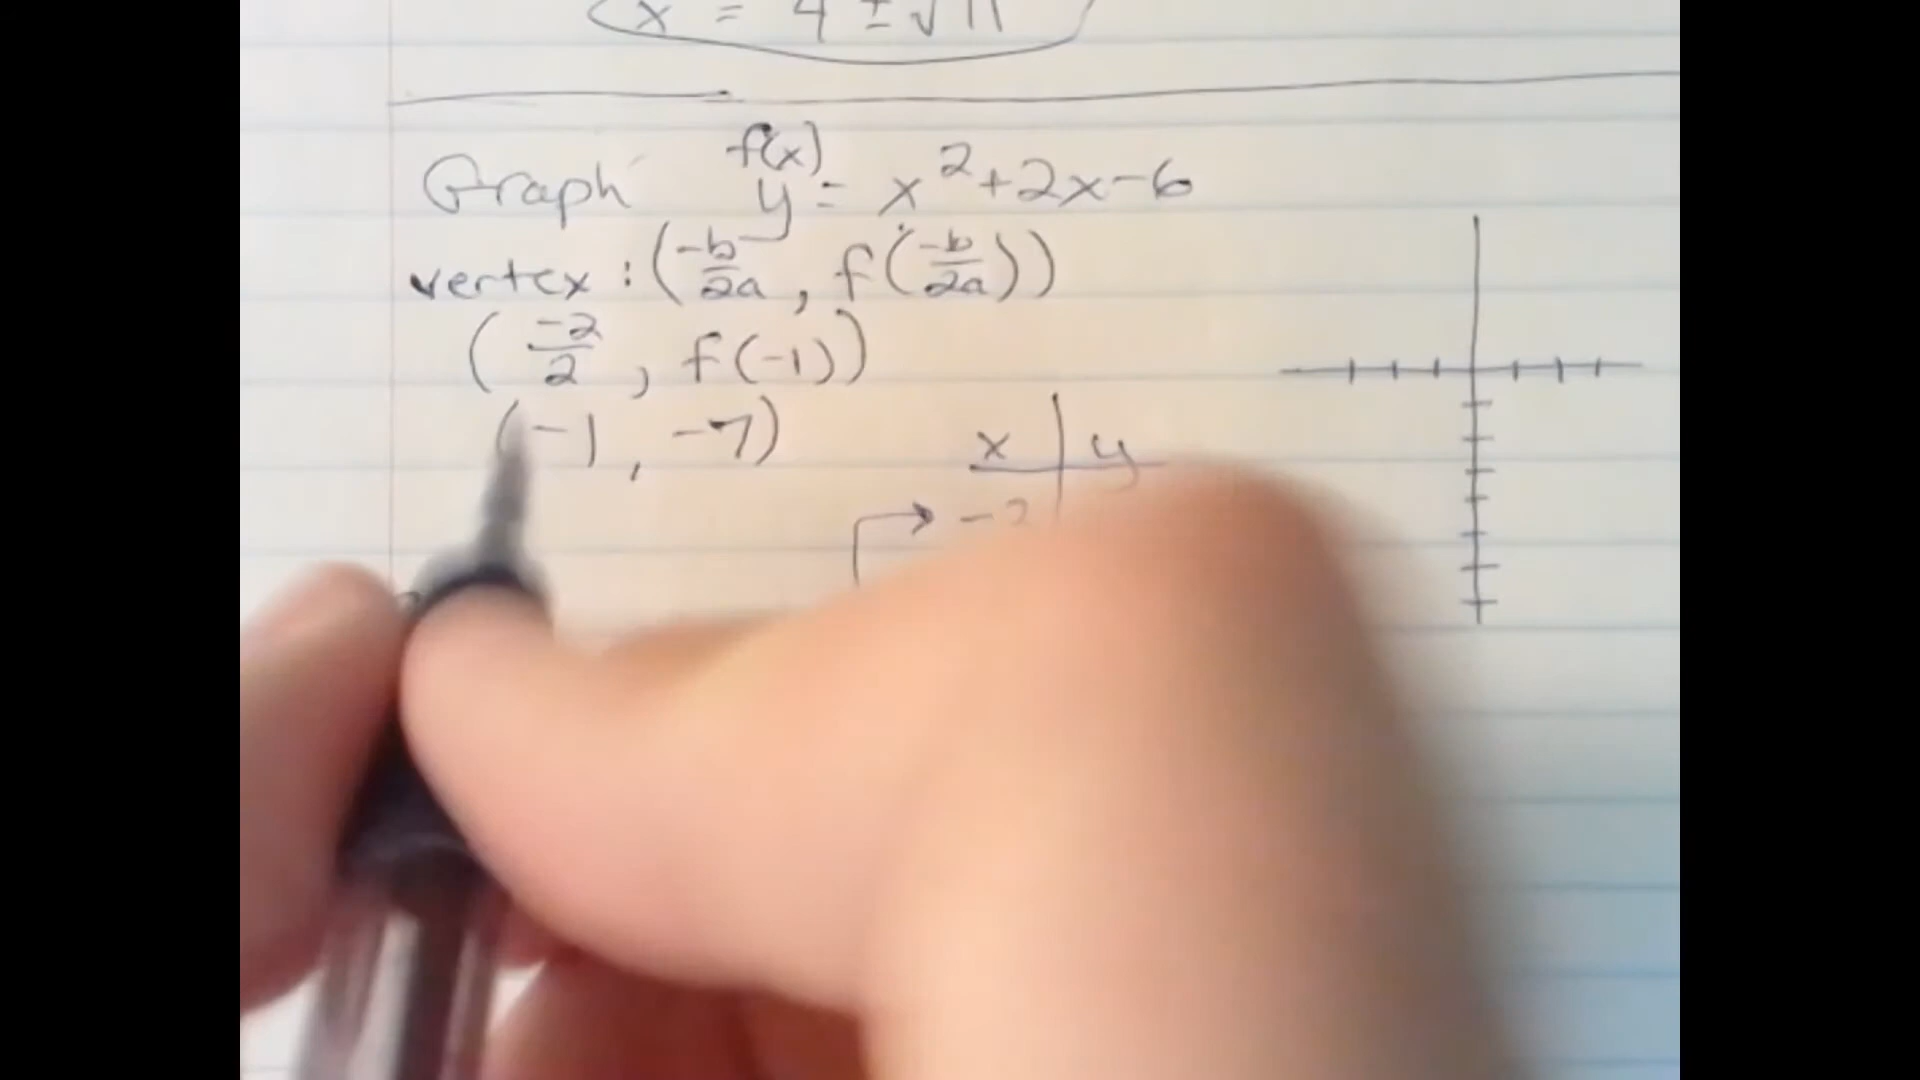 x = 4 ± √11
f(x)
Graph y = x²+2x-6
vertex : (-b/2a, f(-b/2a))
(-2/2, f(-1))
(-1, -7)
x | y